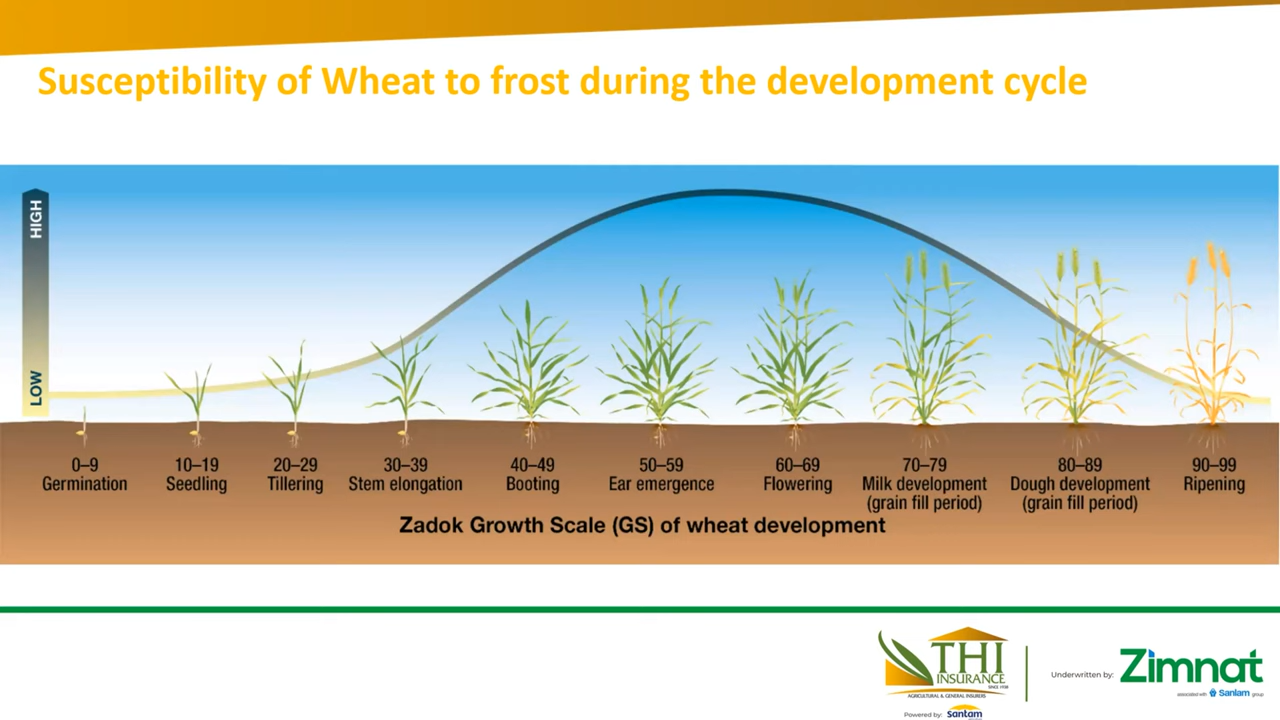 Susceptibility of Wheat to frost during the development cycle
HIGH
LOW
0–9
Germination
10–19
Seedling
20–29
Tillering
30–39
Stem elongation
40–49
Booting
50–59
Ear emergence
60–69
Flowering
70–79
Milk development
(grain fill period)
80–89
Dough development
(grain fill period)
90–99
Ripening
Zadok Growth Scale (GS) of wheat development
THI
INSURANCE
SINCE 1938
AGRICULTURAL & GENERAL INSURERS
Powered by: Santam
Underwritten by: Zimnat
associated with Sanlam group